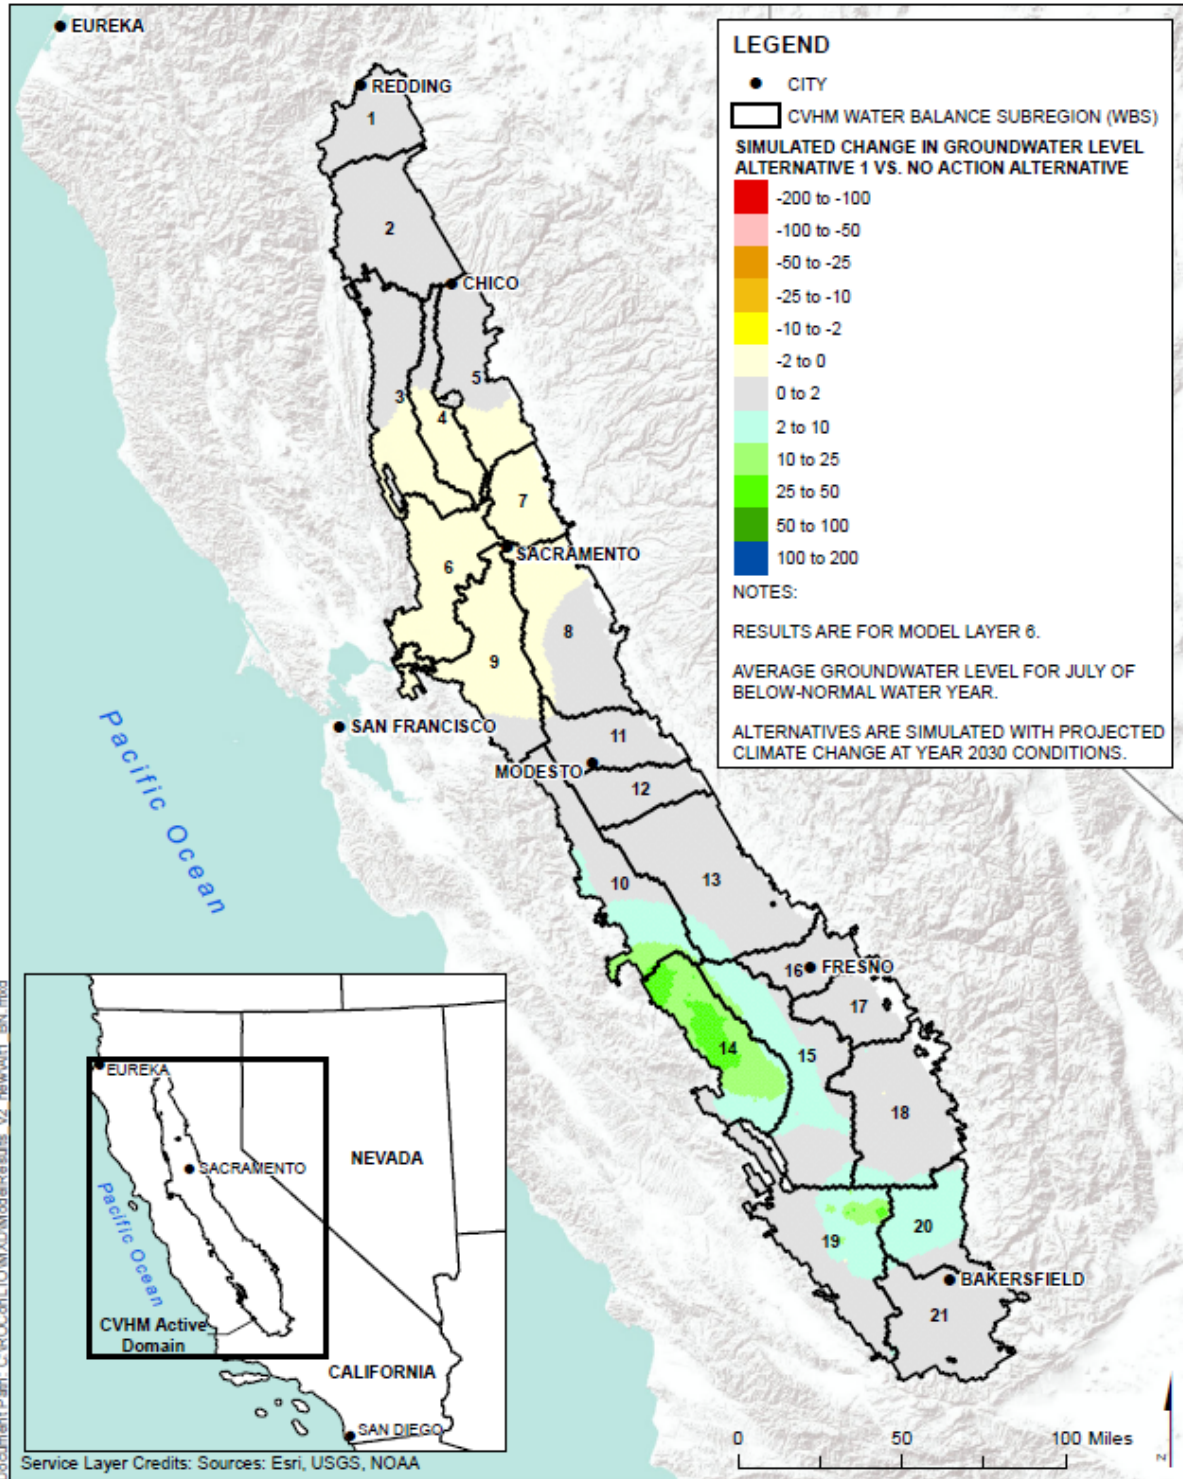 EUREKA
REDDING
1
2
CHICO
3
4
5
7
SACRAMENTO
6
8
9
SAN FRANCISCO
11
MODESTO
12
10
13
16
FRESNO
17
14
15
18
19
20
BAKERSFIELD
21
Pacific Ocean
LEGEND
CITY
CVHM WATER BALANCE SUBREGION (WBS)
SIMULATED CHANGE IN GROUNDWATER LEVEL
ALTERNATIVE 1 VS. NO ACTION ALTERNATIVE
-200 to -100
-100 to -50
-50 to -25
-25 to -10
-10 to -2
-2 to 0
0 to 2
2 to 10
10 to 25
25 to 50
50 to 100
100 to 200
NOTES:
RESULTS ARE FOR MODEL LAYER 6.
AVERAGE GROUNDWATER LEVEL FOR JULY OF
BELOW-NORMAL WATER YEAR.
ALTERNATIVES ARE SIMULATED WITH PROJECTED
CLIMATE CHANGE AT YEAR 2030 CONDITIONS.
EUREKA
SACRAMENTO
NEVADA
Pacific Ocean
CVHM Active
Domain
CALIFORNIA
SAN DIEGO
Service Layer Credits: Sources: Esri, USGS, NOAA
0 50 100 Miles